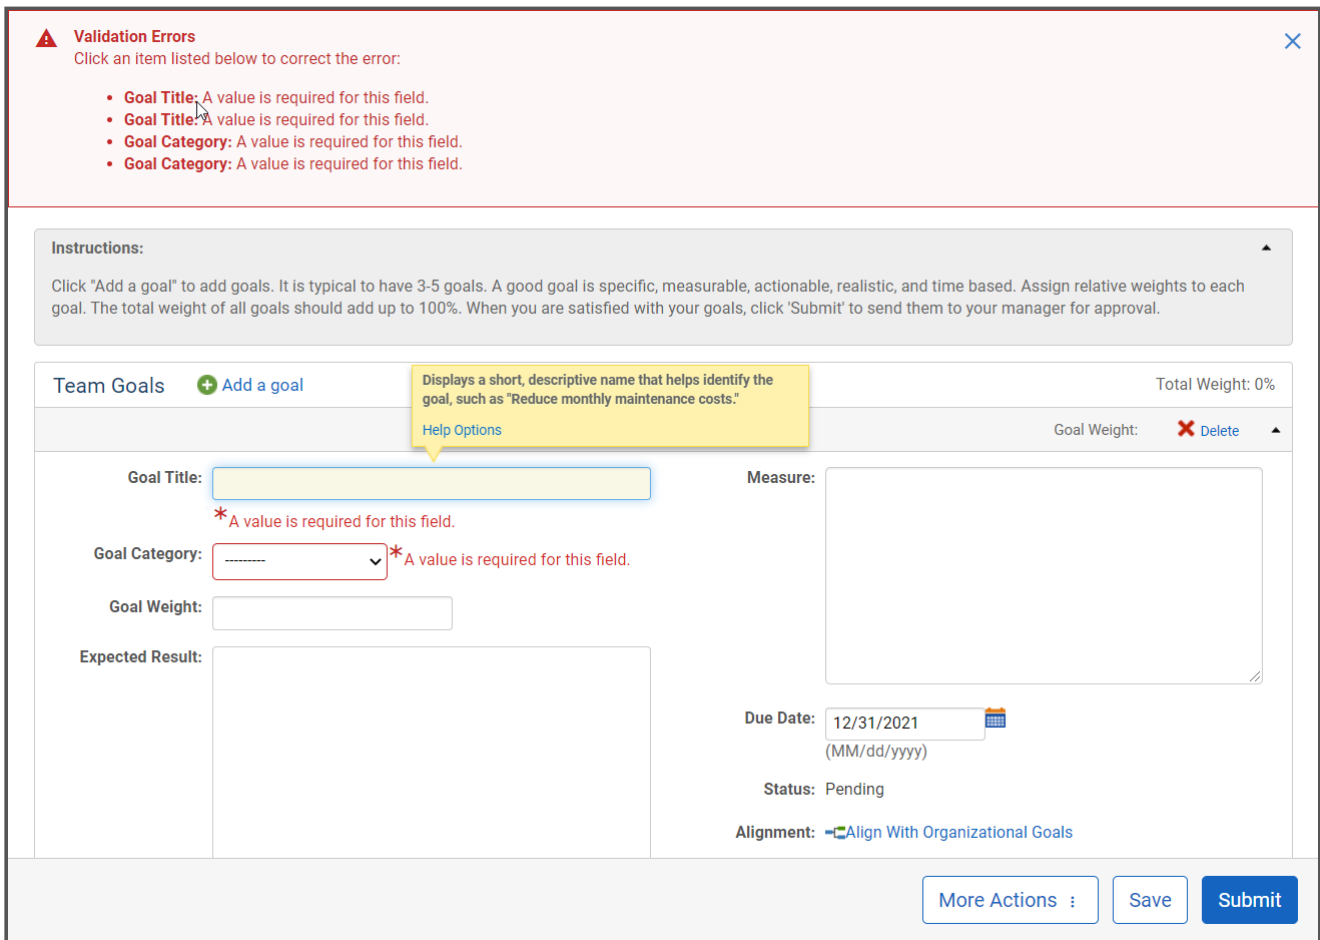 Validation Errors
Click an item listed below to correct the error:
Goal Title: A value is required for this field.
Goal Title: A value is required for this field.
Goal Category: A value is required for this field.
Goal Category: A value is required for this field.
Instructions:
Click "Add a goal" to add goals. It is typical to have 3-5 goals. A good goal is specific, measurable, actionable, realistic, and time based. Assign relative weights to each
goal. The total weight of all goals should add up to 100%. When you are satisfied with your goals, click 'Submit' to send them to your manager for approval.
Team Goals
Add a goal
Displays a short, descriptive name that helps identify the
goal, such as "Reduce monthly maintenance costs."
Help Options
Total Weight: 0%
Goal Weight:
Delete
Goal Title:
*A value is required for this field.
Goal Category:
---------
*A value is required for this field.
Goal Weight:
Expected Result:
Measure:
Due Date:
12/31/2021
(MM/dd/yyyy)
Status: Pending
Alignment: Align With Organizational Goals
More Actions
Save
Submit